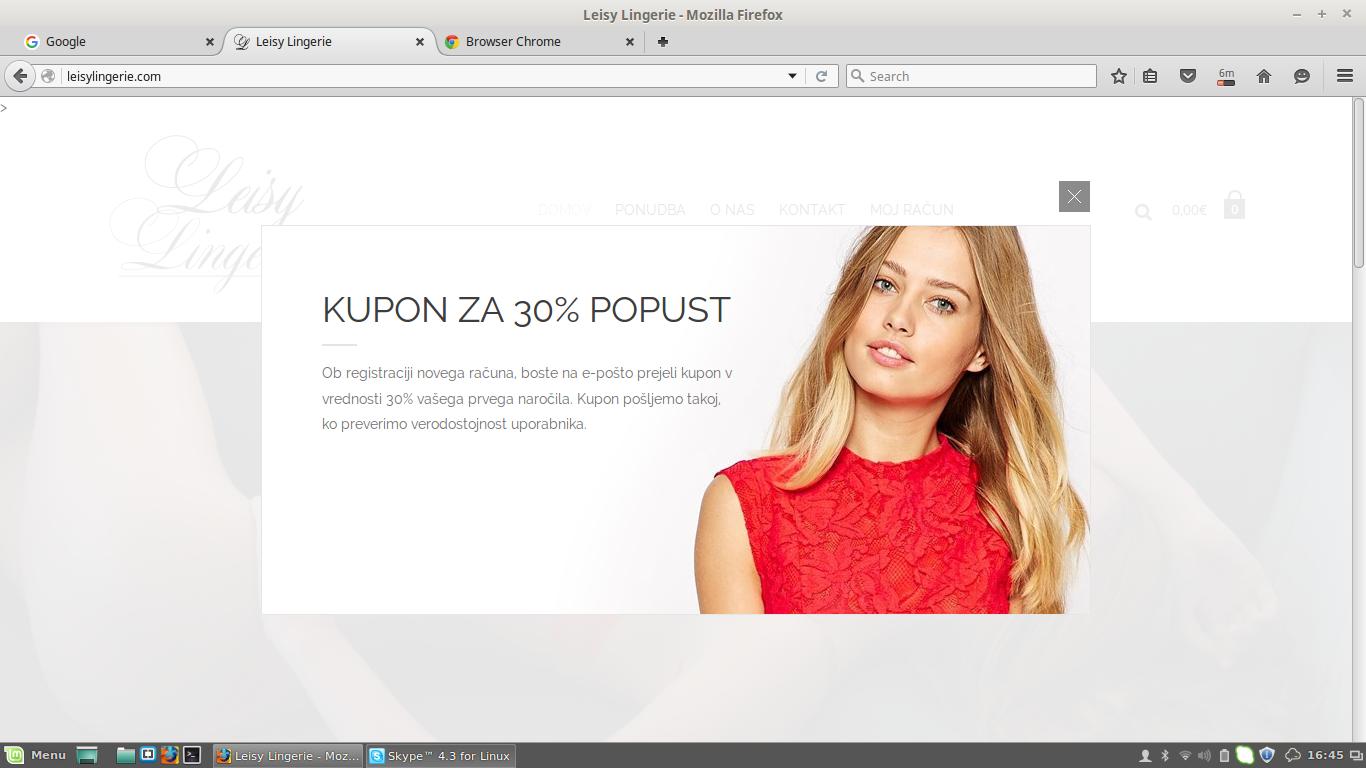 Leisy Lingerie - Mozilla Firefox
Google
Leisy Lingerie
Browser Chrome
leisylingerie.com
Search
6m
>
Leisy
Linge
DOMOV PONUDBA O NAS KONTAKT MOJ RAČUN
0,00€ 0
KUPON ZA 30% POPUST
Ob registraciji novega računa, boste na e-pošto prejeli kupon v
vrednosti 30% vašega prvega naročila. Kupon pošljemo takoj,
ko preverimo verodostojnost uporabnika.
Menu
Leisy Lingerie - Moz...
Skype™ 4.3 for Linux
16:45